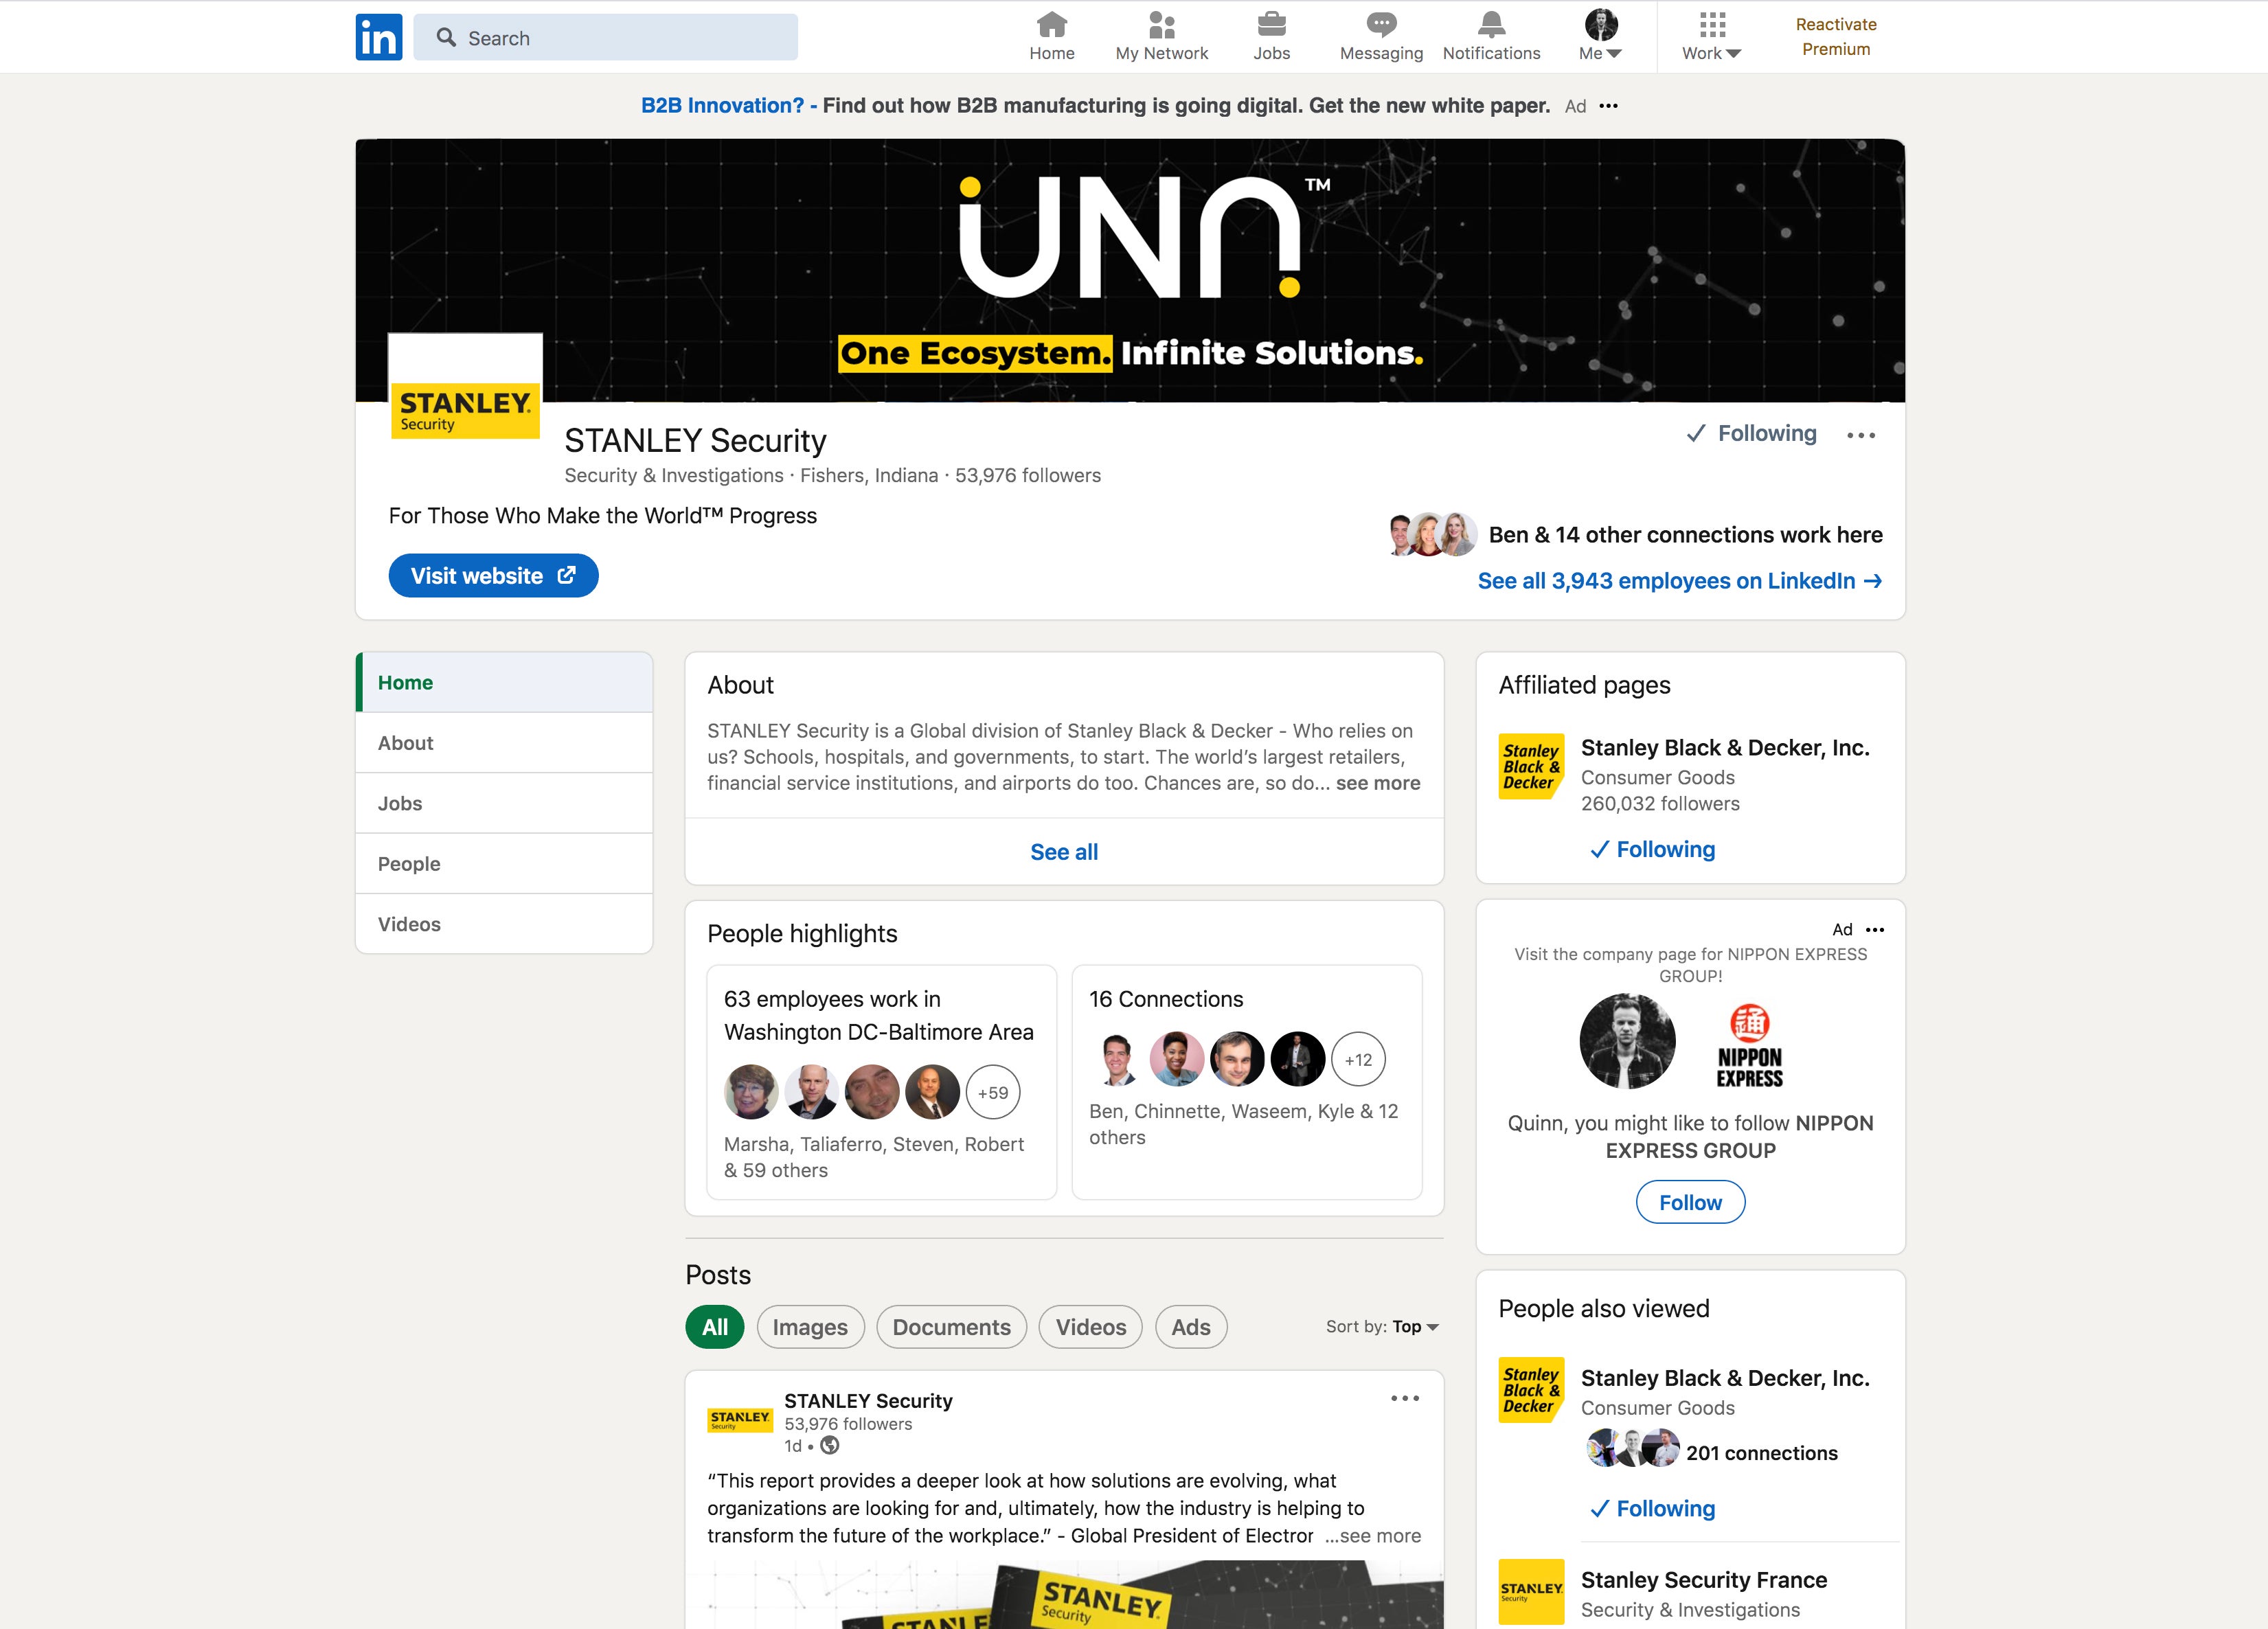 in
Search
Home
My Network
Jobs
Messaging
Notifications
Me
Work
Reactivate
Premium
B2B Innovation? - Find out how B2B manufacturing is going digital. Get the new white paper. Ad
UNA™
One Ecosystem. Infinite Solutions.
STANLEY.
Security
STANLEY Security
Security & Investigations · Fishers, Indiana · 53,976 followers
Following
For Those Who Make the World™ Progress
Ben & 14 other connections work here
Visit website
See all 3,943 employees on LinkedIn →
Home
About
Jobs
People
Videos
About
STANLEY Security is a Global division of Stanley Black & Decker - Who relies on
us? Schools, hospitals, and governments, to start. The world’s largest retailers,
financial service institutions, and airports do too. Chances are, so do... see more
See all
People highlights
63 employees work in
Washington DC-Baltimore Area
+59
Marsha, Taliaferro, Steven, Robert
& 59 others
16 Connections
+12
Ben, Chinnette, Waseem, Kyle & 12
others
Posts
All
Images
Documents
Videos
Ads
Sort by: Top
STANLEY.
Security
STANLEY Security
53,976 followers
1d •
“This report provides a deeper look at how solutions are evolving, what
organizations are looking for and, ultimately, how the industry is helping to
transform the future of the workplace.” - Global President of Electror ...see more
STANLEY.
Security
STANLE
Affiliated pages
Stanley
Black &
Decker
Stanley Black & Decker, Inc.
Consumer Goods
260,032 followers
Following
Ad
Visit the company page for NIPPON EXPRESS
GROUP!
通
NIPPON
EXPRESS
Quinn, you might like to follow NIPPON
EXPRESS GROUP
Follow
People also viewed
Stanley
Black &
Decker
Stanley Black & Decker, Inc.
Consumer Goods
201 connections
Following
STANLEY.
Security
Stanley Security France
Security & Investigations